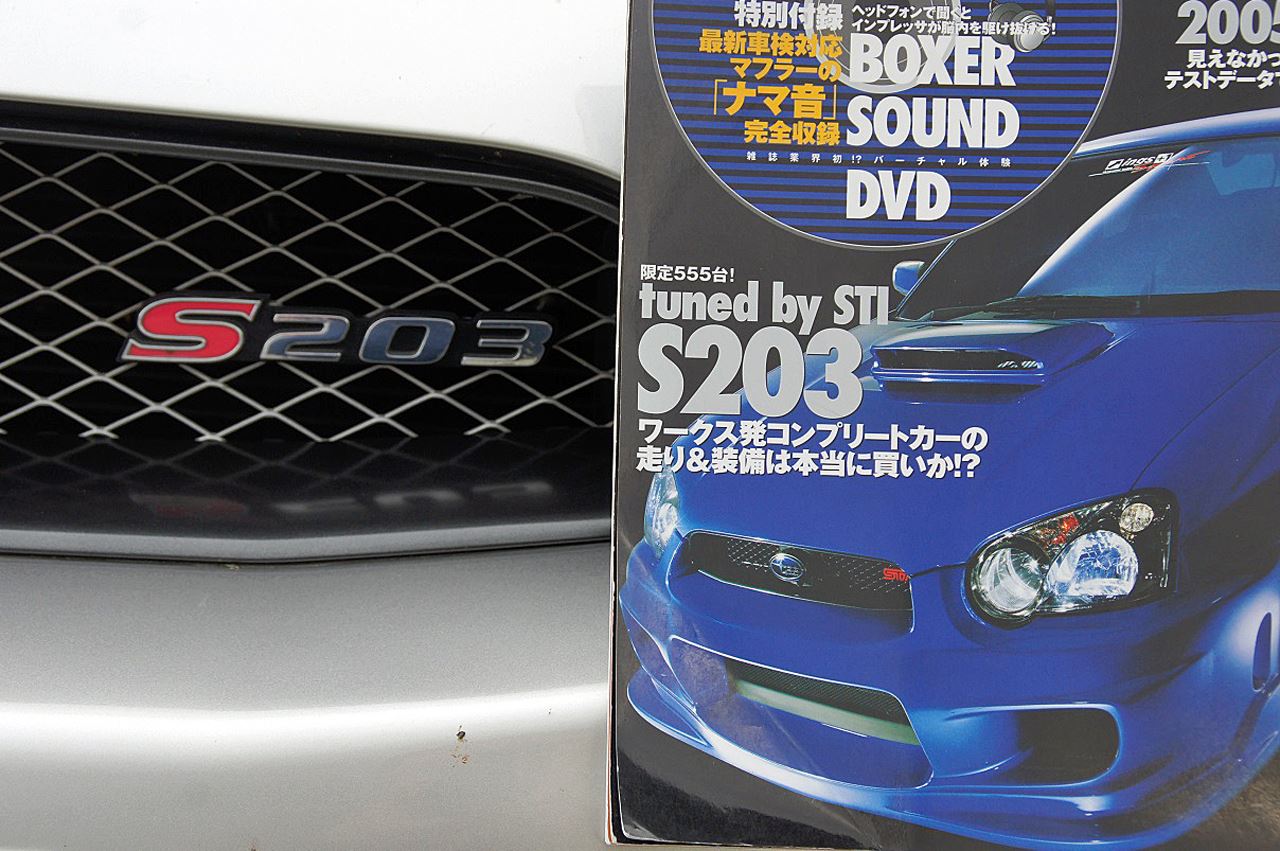 S203
特別付録
最新車検対応
マフラーの
「ナマ音」
完全収録
ヘッドフォンで聞くと
インプレッサが脳内を駆け抜ける!
BOXER
SOUND
DVD
雑誌業界初!?バーチャル体験
2005
見えなかっ
テストデータで
ings
限定555台!
tuned by STI
S203
ワークス発コンプリートカーの
走り&装備は本当に買いか!?
STI